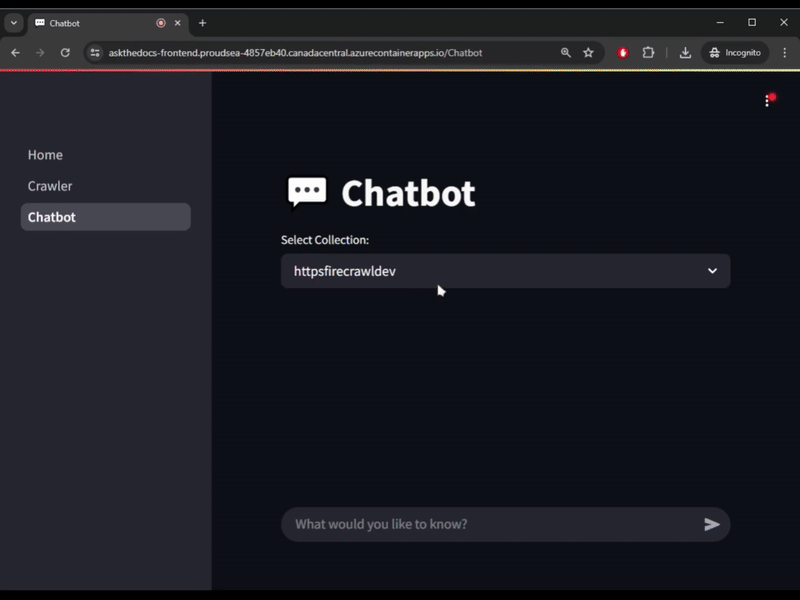 Chatbot
askthedocs-frontend.proudsea-4857eb40.canadacentral.azurecontainerapps.io/Chatbot
Incognito
Home
Crawler
Chatbot
Chatbot
Select Collection:
httpsfirecrawldev
What would you like to know?